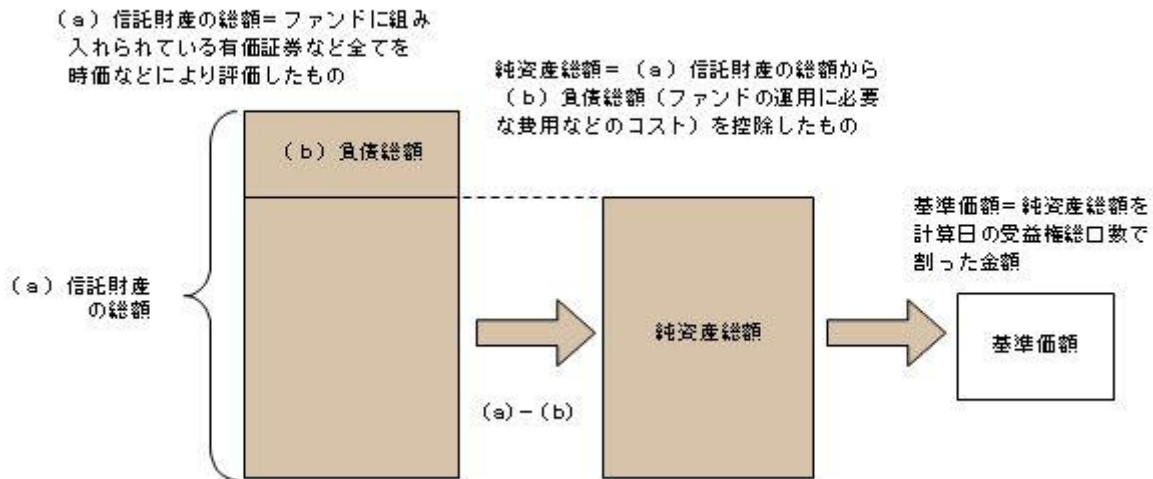 (a) 信託財産の総額=ファンドに組み
入れられている有価証券など全てを
時価などにより評価したもの
純資産総額=(a)信託財産の総額から
(b)負債総額(ファンドの運用に必要
な費用などのコスト)を控除したもの
(b)負債総額
基準価額=純資産総額を
計算日の受益権総口数で
割った金額
(a)信託財産
の総額
純資産総額
基準価額
(a)-(b)